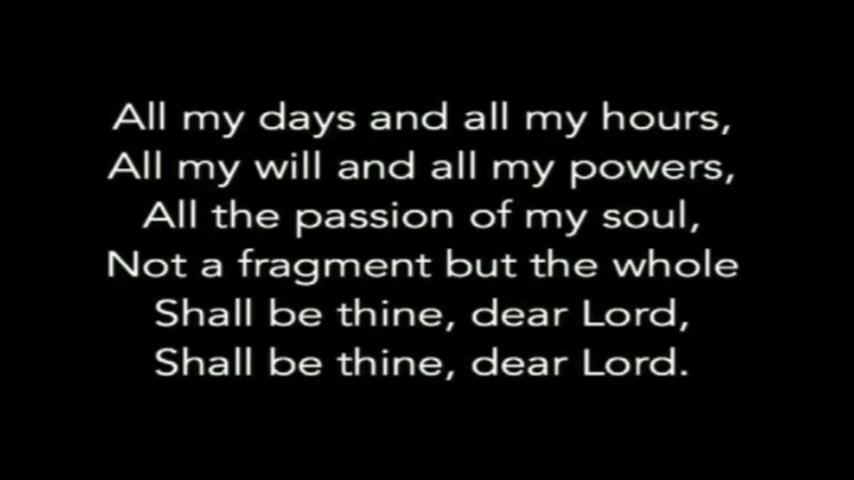 All my days and all my hours,
All my will and all my powers,
All the passion of my soul,
Not a fragment but the whole
Shall be thine, dear Lord,
Shall be thine, dear Lord.